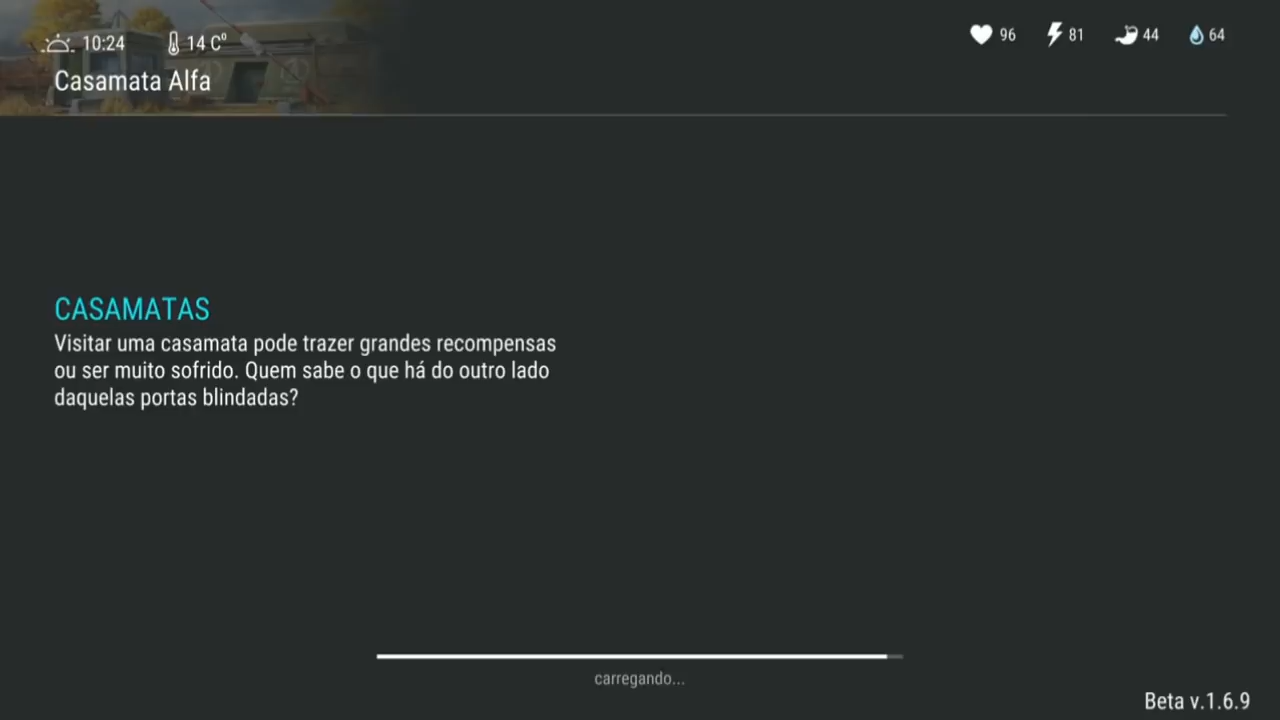 10:24 14 Cº 96 81 44 64
Casamata Alfa
CASAMATAS
Visitar uma casamata pode trazer grandes recompensas
ou ser muito sofrido. Quem sabe o que há do outro lado
daquelas portas blindadas?
carregando...
Beta v.1.6.9